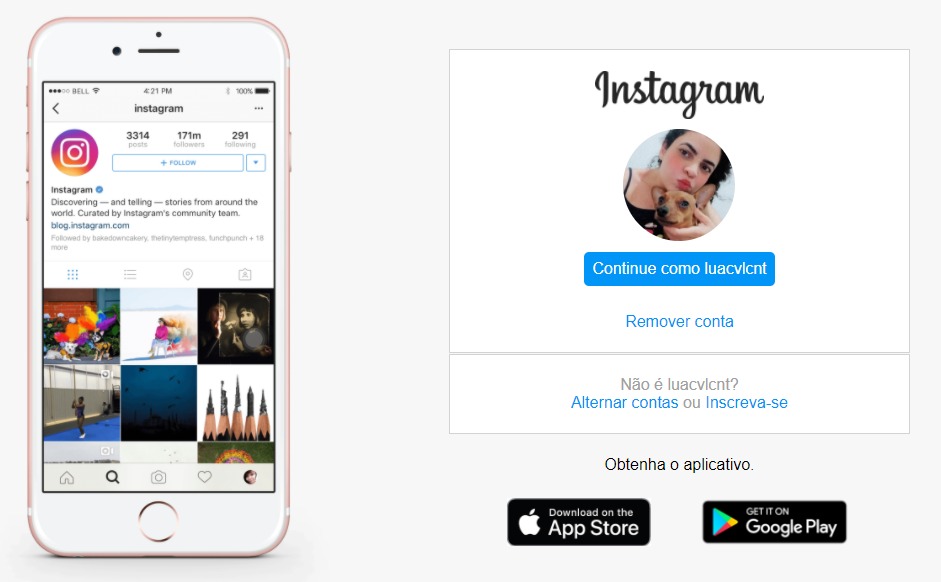 BELL 4:21 PM 100%
instagram
3314 171m 291
posts followers following
+ FOLLOW
Instagram
Discovering — and telling — stories from around the
world. Curated by Instagram's community team.
blog.instagram.com
Followed by bakedowncakery, thetinytemptress, funchpunch + 18
more
Instagram
Continue como luacvlcnt
Remover conta
Não é luacvlcnt?
Alternar contas ou Inscreva-se
Obtenha o aplicativo.
Download on the
App Store
GET IT ON
Google Play